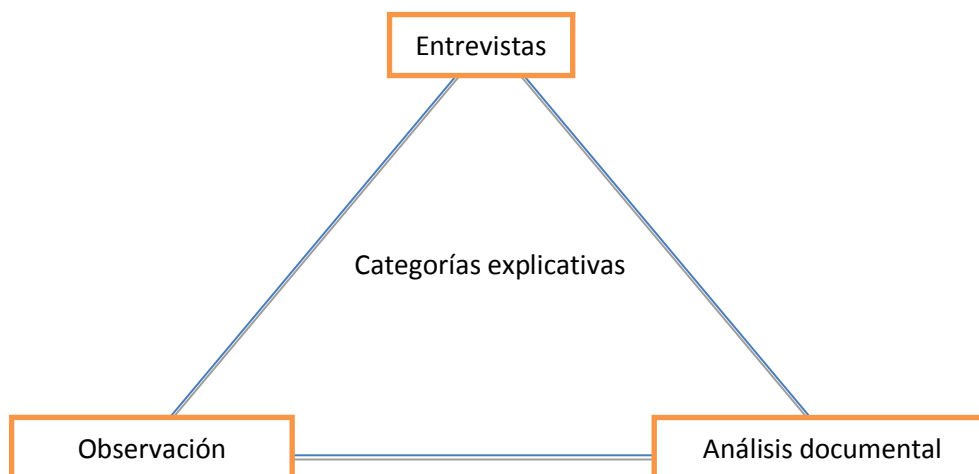 Entrevistas
Categorías explicativas
Observación
Análisis documental